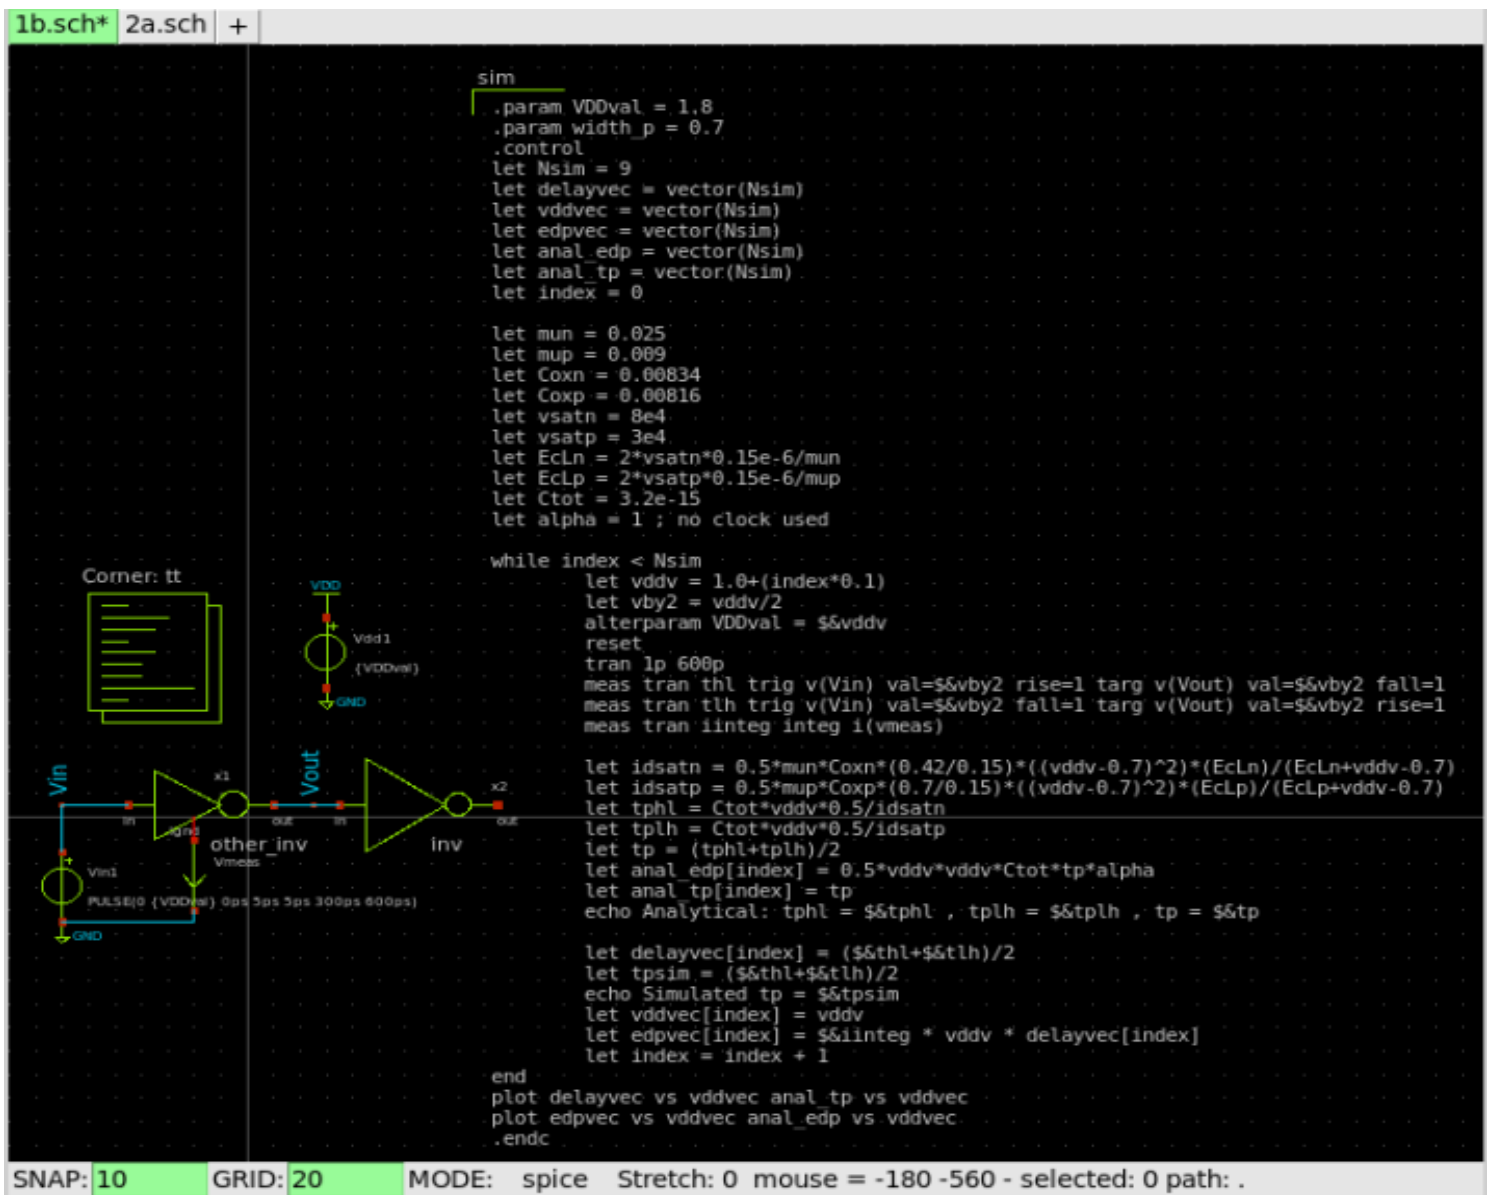 1b.sch* 2a.sch +
sim
.param VDDval = 1.8
.param width_p = 0.7
.control
let Nsim = 9
let delayvec = vector(Nsim)
let vddvec = vector(Nsim)
let edpvec = vector(Nsim)
let anal_edp = vector(Nsim)
let anal_tp = vector(Nsim)
let index = 0
let mun = 0.025
let mup = 0.009
let Coxn = 0.00834
let Coxp = 0.00816
let vsatn = 8e4
let vsatp = 3e4
let EcLn = 2*vsatn*0.15e-6/mun
let EcLp = 2*vsatp*0.15e-6/mup
let Ctot = 3.2e-15
let alpha = 1 ; no clock used
while index < Nsim
let vddv = 1.0+(index*0.1)
let vby2 = vddv/2
alterparam VDDval = $&vddv
reset
tran 1p 600p
meas tran thl trig v(Vin) val=$&vby2 rise=1 targ v(Vout) val=$&vby2 fall=1
meas tran tlh trig v(Vin) val=$&vby2 fall=1 targ v(Vout) val=$&vby2 rise=1
meas tran iinteg integ i(vmeas)
let idsatn = 0.5*mun*Coxn*(0.42/0.15)*((vddv-0.7)^2)*(EcLn)/(EcLn+vddv-0.7)
let idsatp = 0.5*mup*Coxp*(0.7/0.15)*((vddv-0.7)^2)*(EcLp)/(EcLp+vddv-0.7)
let tphl = Ctot*vddv*0.5/idsatn
let tplh = Ctot*vddv*0.5/idsatp
let tp = (tphl+tplh)/2
let anal_edp[index] = 0.5*vddv*vddv*Ctot*tp*alpha
let anal_tp[index] = tp
echo Analytical: tphl = $&tphl , tplh = $&tplh , tp = $&tp
let delayvec[index] = ($&thl+$&tlh)/2
let tpsim = ($&thl+$&tlh)/2
echo Simulated tp = $&tpsim
let vddvec[index] = vddv
let edpvec[index] = $&iinteg * vddv * delayvec[index]
let index = index + 1
end
plot delayvec vs vddvec anal_tp vs vddvec
plot edpvec vs vddvec anal_edp vs vddvec
.endc
Corner: tt
VDD
Vdd1
{VDDval}
GND
Vin
x1
Vout
x2
in
out
in
out
ignd
other_inv
inv
Vmeas
Vin1
PULSE(0 {VDDval} 0ps 5ps 5ps 300ps 600ps)
GND
SNAP: 10 GRID: 20 MODE: spice Stretch: 0 mouse = -180 -560 - selected: 0 path: .